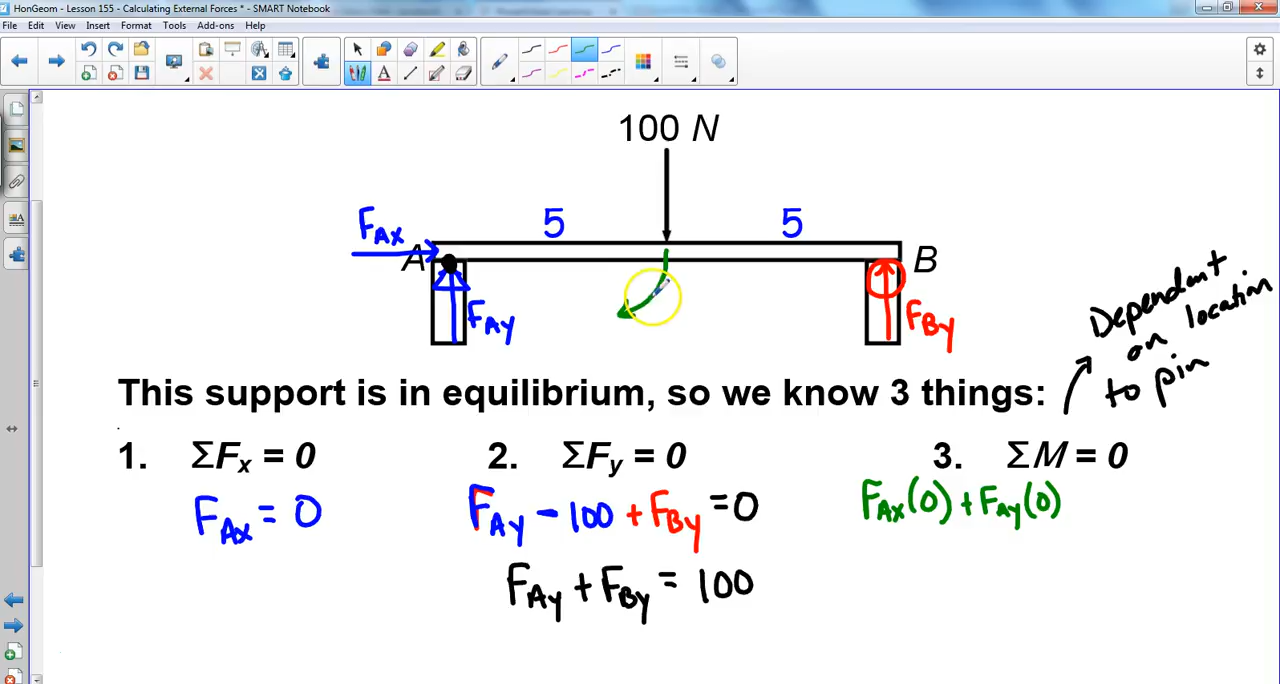 HonGeom - Lesson 155 - Calculating External Forces * - SMART Notebook
File Edit View Insert Format Tools Add-ons Help
100 N
5 5
FAx
A B
FAy FBy
Dependant
on location
to pin
This support is in equilibrium, so we know 3 things:
1. ΣFx = 0 2. ΣFy = 0 3. ΣM = 0
FAx = 0 FAy - 100 + FBy = 0 FAx(0) + FAy(0)
FAy + FBy = 100